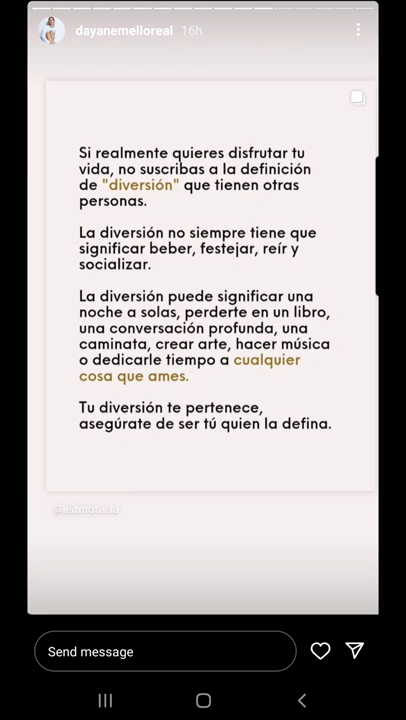 dayanemelloreal 16h
Si realmente quieres disfrutar tu
vida, no suscribas a la definición
de "diversión" que tienen otras
personas.
La diversión no siempre tiene que
significar beber, festejar, reír y
socializar.
La diversión puede significar una
noche a solas, perderte en un libro,
una conversación profunda, una
caminata, crear arte, hacer música
o dedicarle tiempo a cualquier
cosa que ames.
Tu diversión te pertenece,
asegúrate de ser tú quien la defina.
Send message